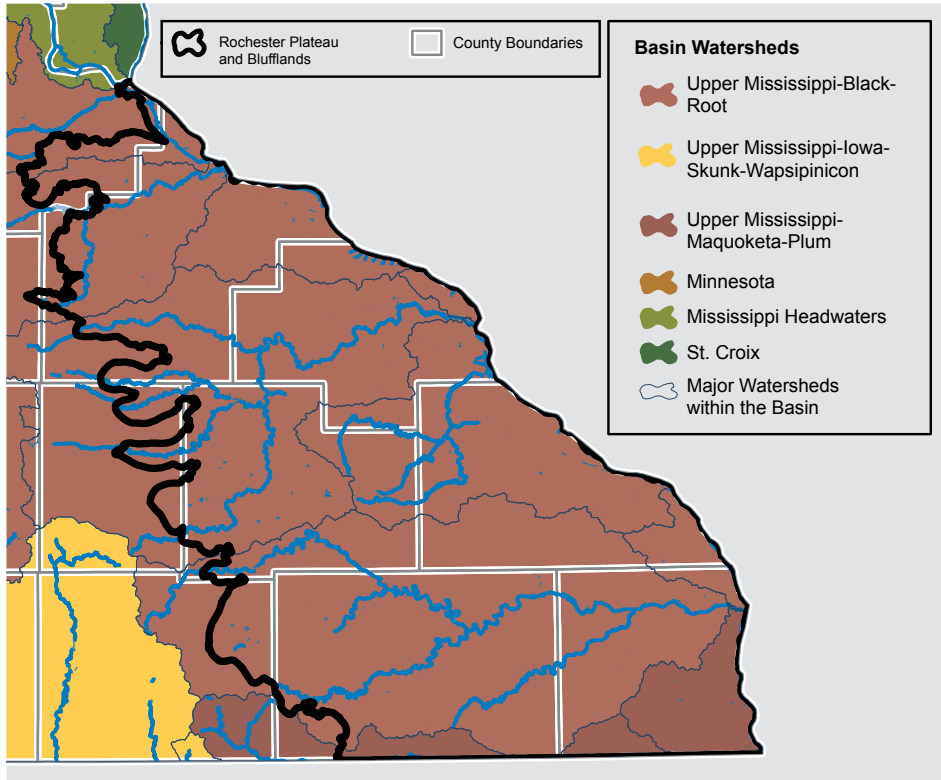 Rochester Plateau
and Blufflands
County Boundaries
Basin Watersheds
Upper Mississippi-Black-
Root
Upper Mississippi-Iowa-
Skunk-Wapsipinicon
Upper Mississippi-
Maquoketa-Plum
Minnesota
Mississippi Headwaters
St. Croix
Major Watersheds
within the Basin